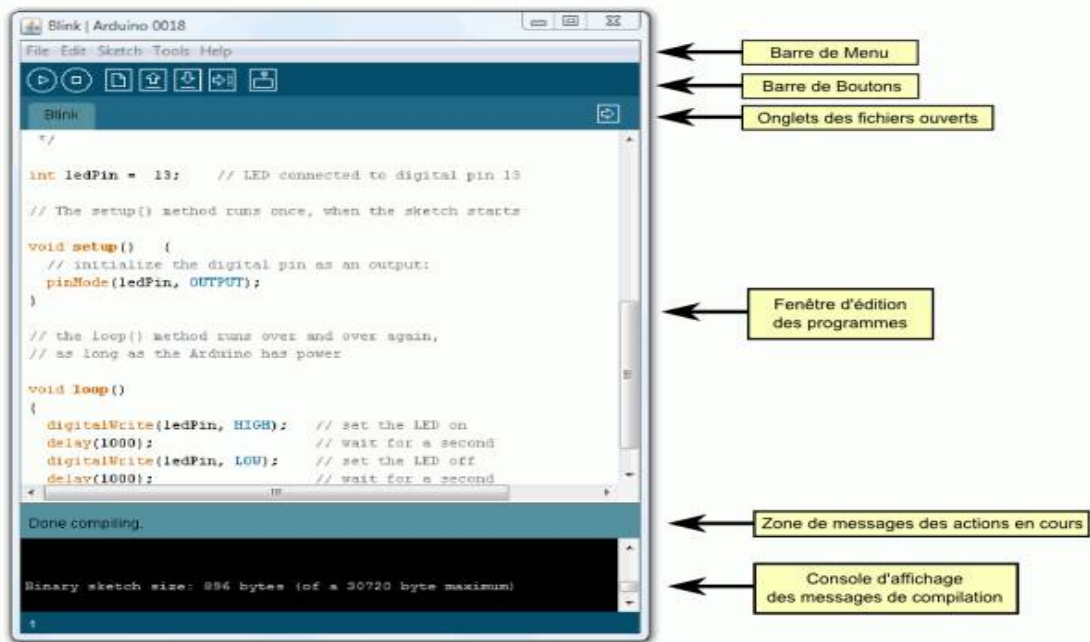 Blink | Arduino 0018
File Edit Sketch Tools Help
Barre de Menu
Barre de Boutons
Blink
Onglets des fichiers ouverts
*/
int ledPin = 13; // LED connected to digital pin 13
// The setup() method runs once, when the sketch starts
void setup() {
// initialize the digital pin as an output:
pinMode(ledPin, OUTPUT);
}
Fenêtre d'édition
des programmes
// the loop() method runs over and over again,
// as long as the Arduino has power
void loop()
{
digitalWrite(ledPin, HIGH); // set the LED on
delay(1000); // wait for a second
digitalWrite(ledPin, LOW); // set the LED off
delay(1000); // wait for a second
Done compiling.
Zone de messages des actions en cours
Binary sketch size: 896 bytes (of a 30720 byte maximum)
Console d'affichage
des messages de compilation
1